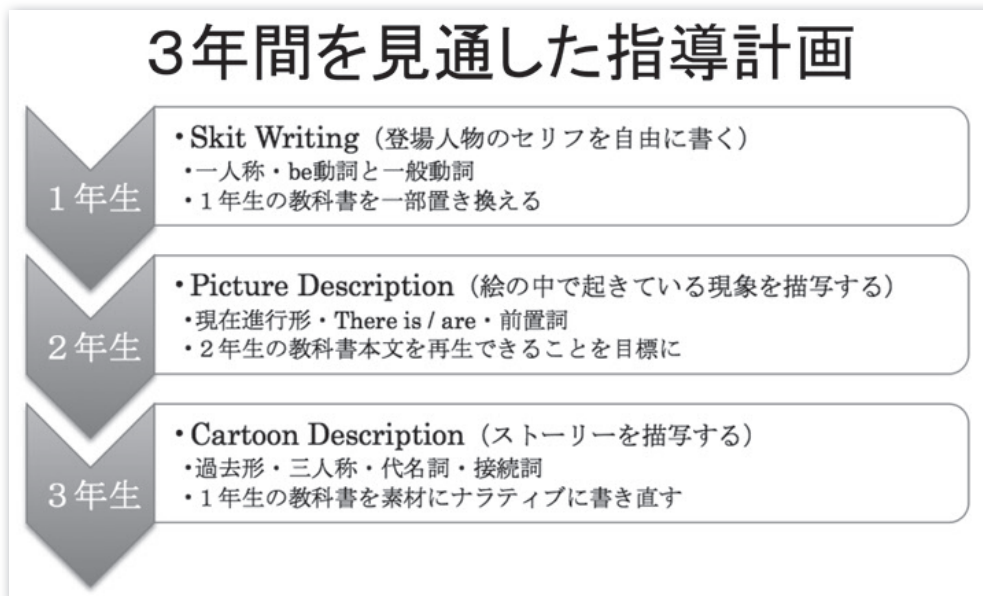 3年間を見通した指導計画
1年生
・Skit Writing（登場人物のセリフを自由に書く）
・一人称・be動詞と一般動詞
・1年生の教科書を一部置き換える
2年生
・Picture Description（絵の中で起きている現象を描写する）
・現在進行形・There is / are・前置詞
・2年生の教科書本文を再生できることを目標に
3年生
・Cartoon Description（ストーリーを描写する）
・過去形・三人称・代名詞・接続詞
・1年生の教科書を素材にナラティブに書き直す